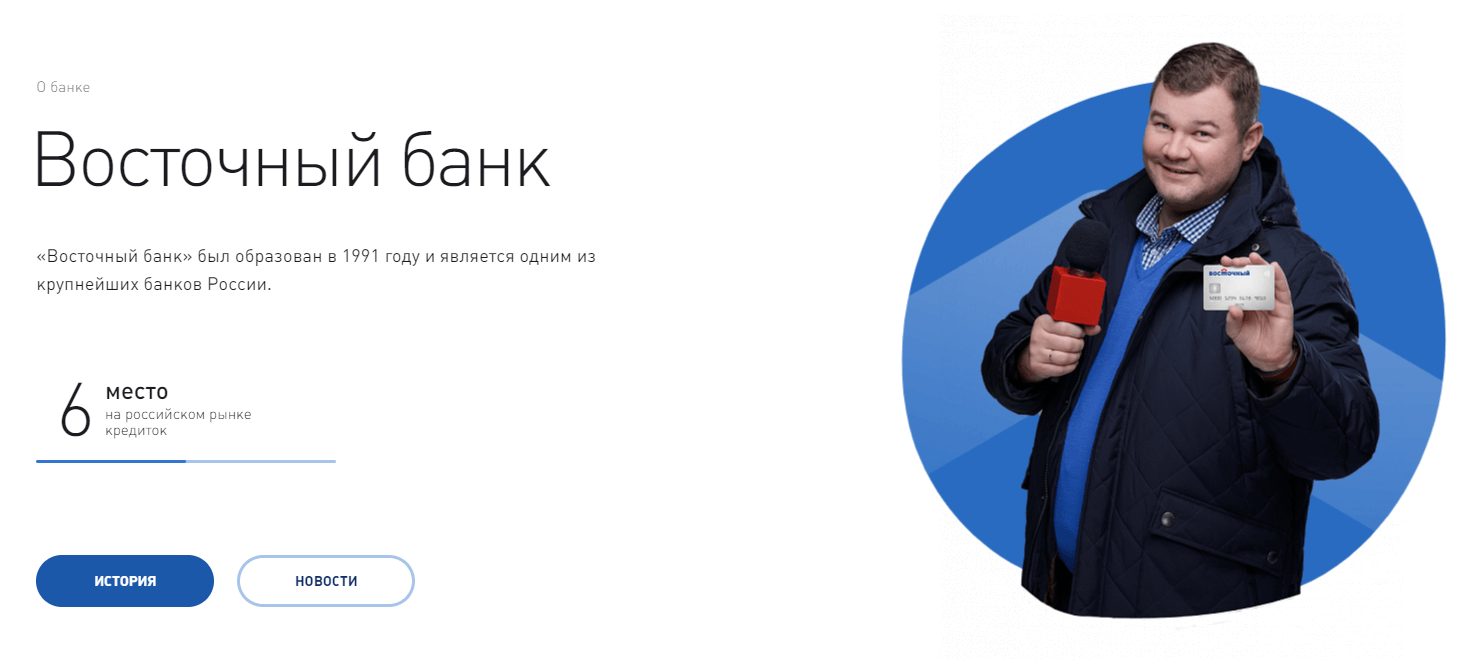 О банке
Восточный банк
«Восточный банк» был образован в 1991 году и является одним из
крупнейших банков России.
6 место
на российском рынке
кредиток
ИСТОРИЯ
НОВОСТИ
восточный